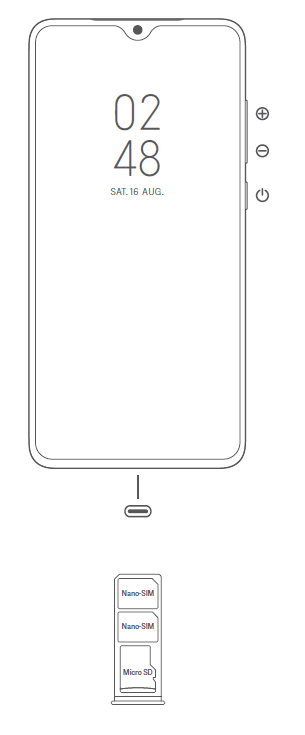 02
48
SAT. 16 AUG.
Nano-SIM
Nano-SIM
Micro SD